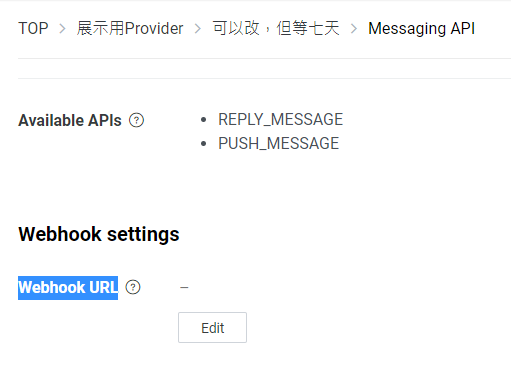 TOP > 展示用Provider > 可以改，但等七天 > Messaging API
Available APIs ?
• REPLY_MESSAGE
• PUSH_MESSAGE
Webhook settings
Webhook URL ? –
Edit